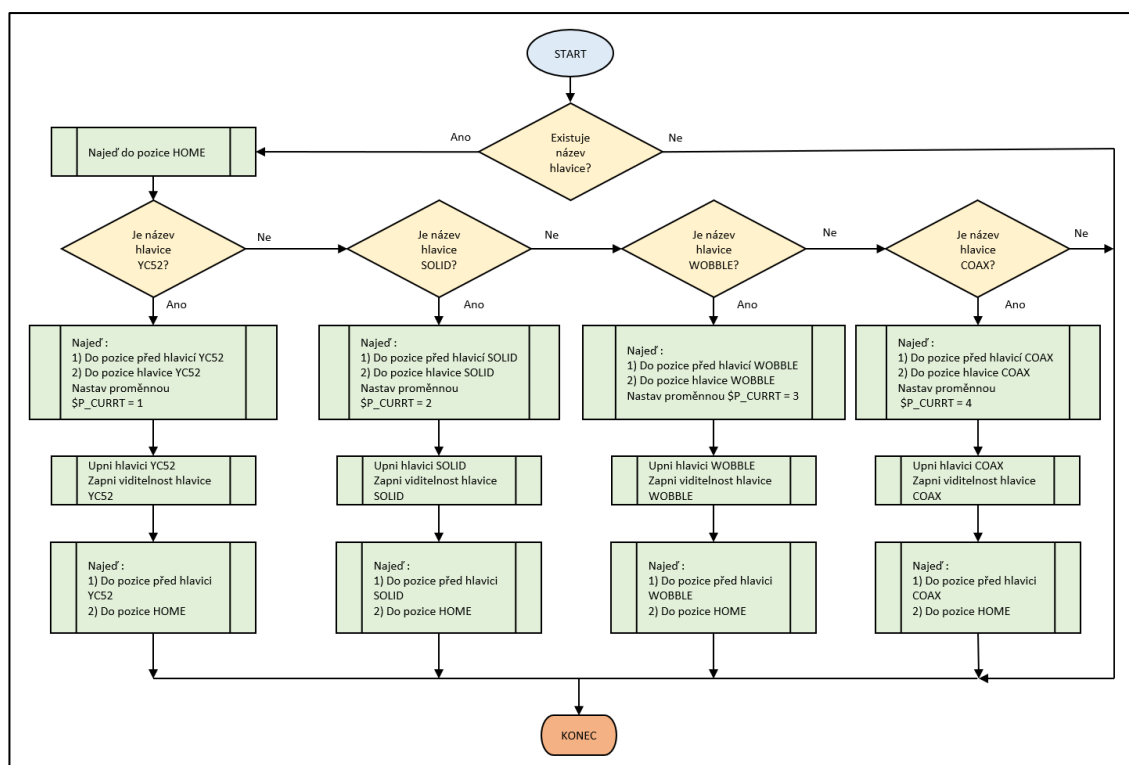 START
Existuje
název
hlavice?
Ano
Ne
Najeď do pozice HOME
Je název
hlavice
YC52?
Ne
Ano
Je název
hlavice
SOLID?
Ne
Ano
Je název
hlavice
WOBBLE?
Ne
Ano
Je název
hlavice
COAX?
Ne
Ano
Najeď :
1) Do pozice před hlavicí YC52
2) Do pozice hlavice YC52
Nastav proměnnou
$P_CURRT = 1
Najeď :
1) Do pozice před hlavicí SOLID
2) Do pozice hlavice SOLID
Nastav proměnnou
$P_CURRT = 2
Najeď :
1) Do pozice před hlavicí WOBBLE
2) Do pozice hlavice WOBBLE
Nastav proměnnou $P_CURRT = 3
Najeď :
1) Do pozice před hlavicí COAX
2) Do pozice hlavice COAX
Nastav proměnnou
$P_CURRT = 4
Upni hlavici YC52
Zapni viditelnost hlavice
YC52
Upni hlavici SOLID
Zapni viditelnost hlavice
SOLID
Upni hlavici WOBBLE
Zapni viditelnost hlavice
WOBBLE
Upni hlavici COAX
Zapni viditelnost hlavice
COAX
Najeď :
1) Do pozice před hlavici
YC52
2) Do pozice HOME
Najeď :
1) Do pozice před hlavici
SOLID
2) Do pozice HOME
Najeď :
1) Do pozice před hlavici
WOBBLE
2) Do pozice HOME
Najeď :
1) Do pozice před hlavici
COAX
2) Do pozice HOME
KONEC